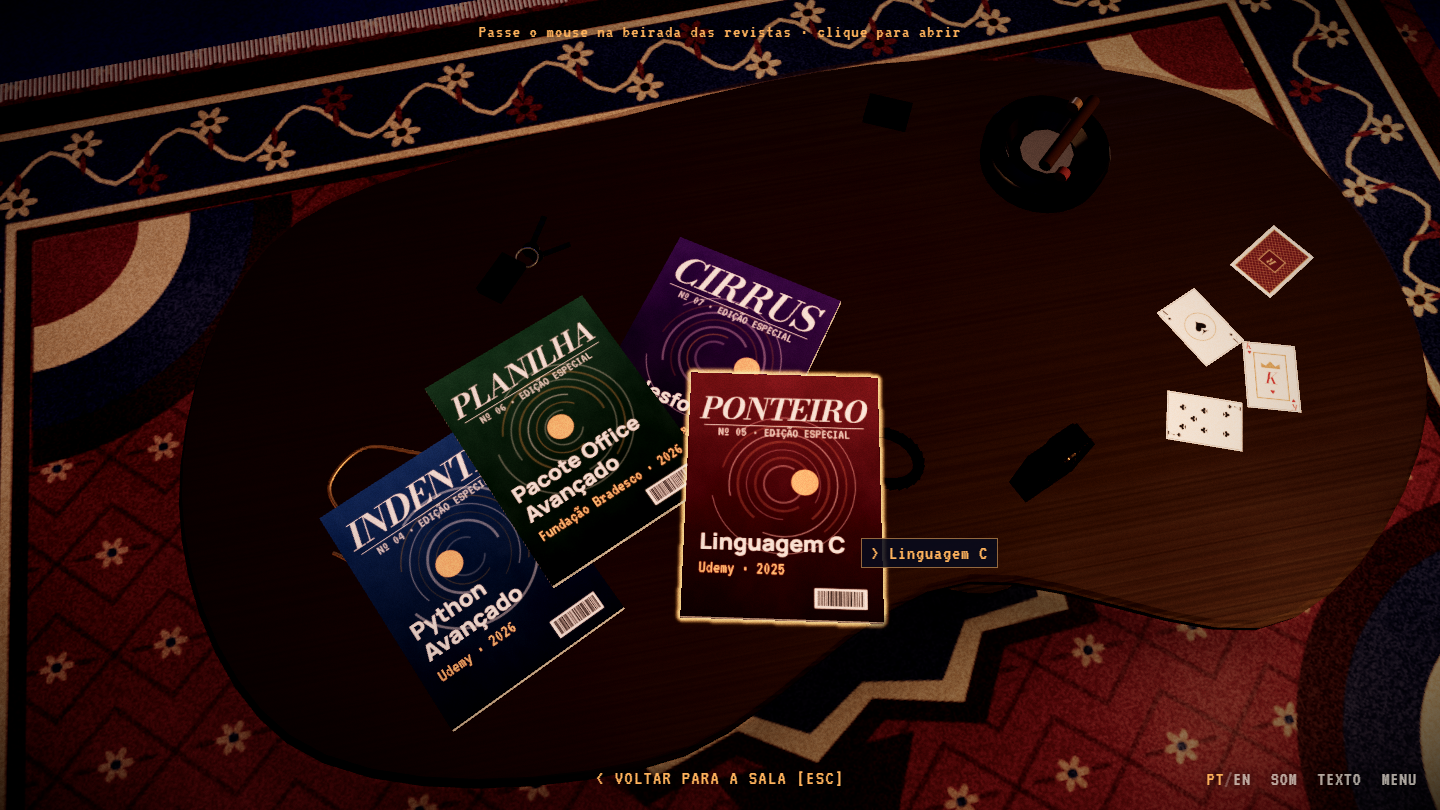 Passe o mouse na beirada das revistas · clique para abrir
CIRRUS
Nº 07 · EDIÇÃO ESPECIAL
PLANILHA
Nº 06 · EDIÇÃO ESPECIAL
Pacote Office
Avançado
Fundação Bradesco · 2026
PONTEIRO
Nº 05 · EDIÇÃO ESPECIAL
Linguagem C
Udemy · 2025
› Linguagem C
INDENT
Nº 04 · EDIÇÃO ESPECIAL
Python
Avançado
Udemy · 2026
K
‹ VOLTAR PARA A SALA [ESC]
PT/EN SOM TEXTO MENU